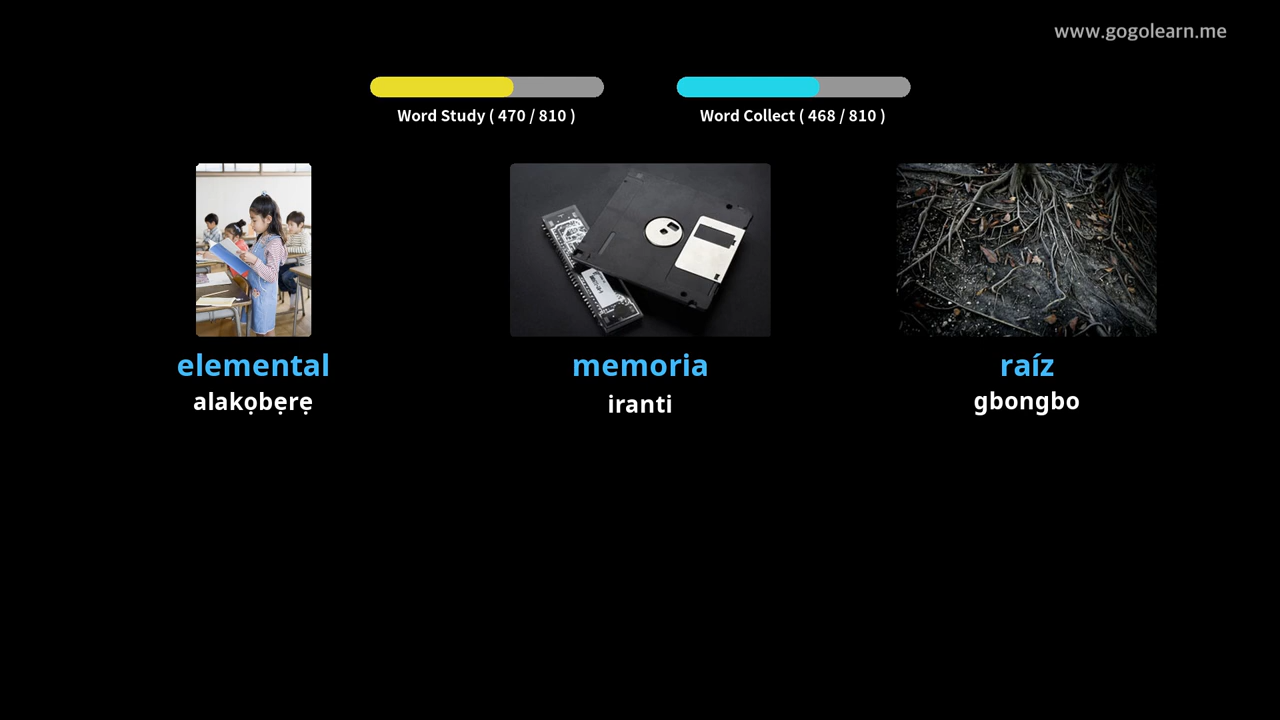 www.gogolearn.me
Word Study ( 470 / 810 )
Word Collect ( 468 / 810 )
elemental
alakọbẹrẹ
memoria
iranti
raíz
gbongbo